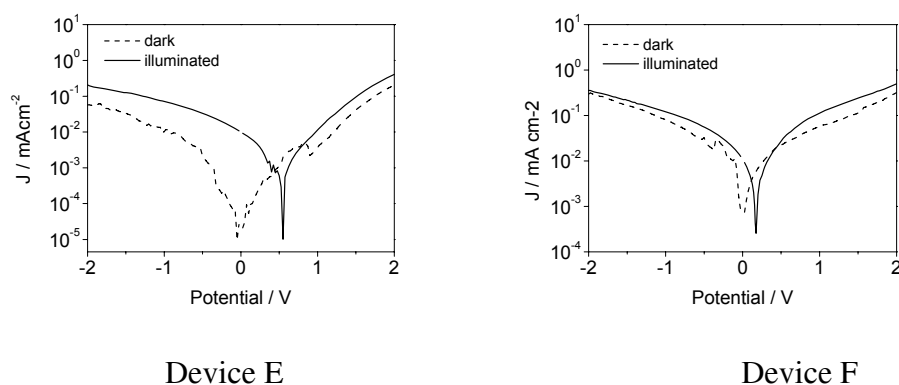 10¹
10⁰
10⁻¹
10⁻²
10⁻³
10⁻⁴
10⁻⁵
J / mAcm⁻²
dark
illuminated
-2 -1 0 1 2
Potential / V
Device E
10¹
10⁰
10⁻¹
10⁻²
10⁻³
10⁻⁴
J / mA cm-2
dark
illuminated
-2 -1 0 1 2
Potential / V
Device F